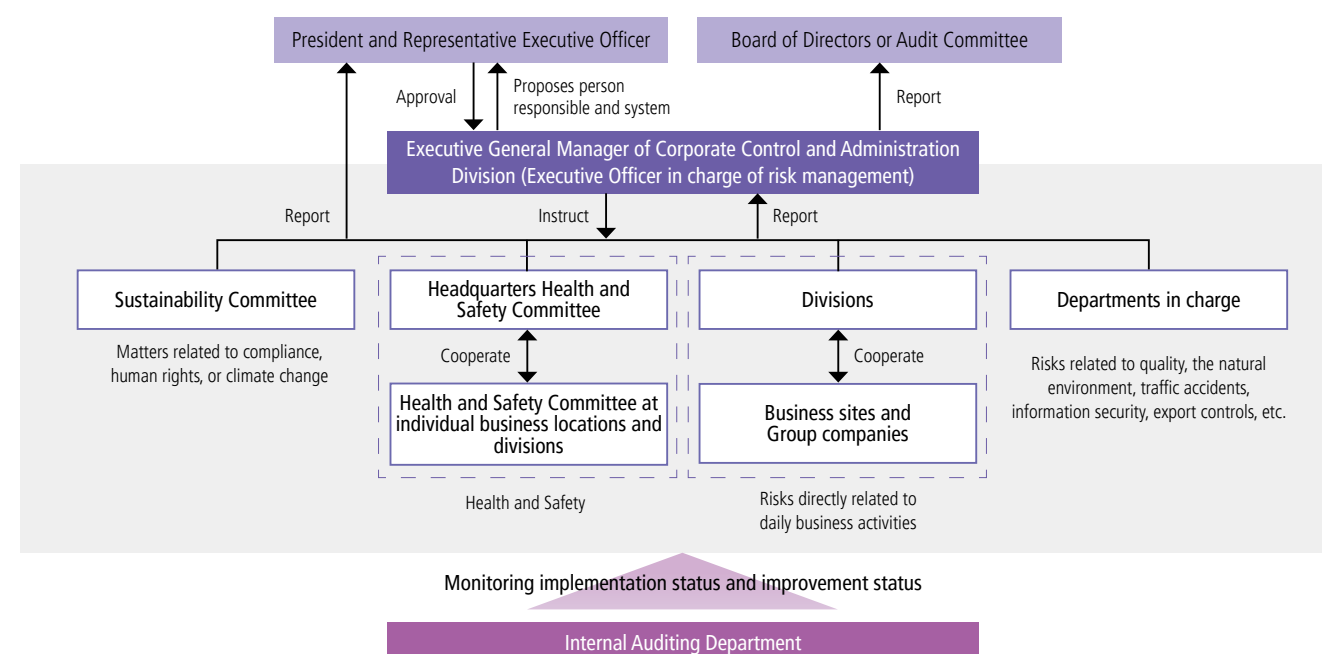 President and Representative Executive Officer
Board of Directors or Audit Committee
Approval
Proposes person
responsible and system
Report
Executive General Manager of Corporate Control and Administration
Division (Executive Officer in charge of risk management)
Report
Instruct
Report
Sustainability Committee
Headquarters Health and
Safety Committee
Divisions
Departments in charge
Matters related to compliance,
human rights, or climate change
Cooperate
Cooperate
Risks related to quality, the natural
environment, traffic accidents,
information security, export controls, etc.
Health and Safety Committee at
individual business locations and
divisions
Business sites and
Group companies
Health and Safety
Risks directly related to
daily business activities
Monitoring implementation status and improvement status
Internal Auditing Department